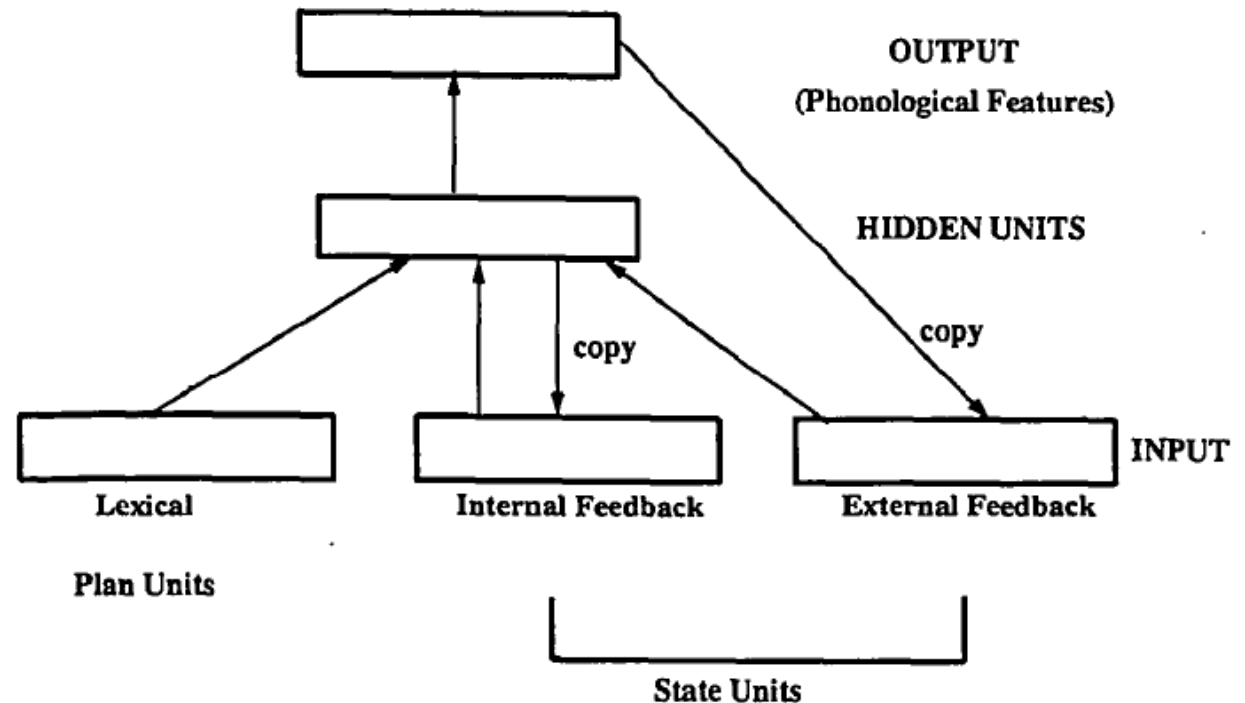 OUTPUT
(Phonological Features)
HIDDEN UNITS
copy
copy
INPUT
Lexical
Internal Feedback
External Feedback
Plan Units
State Units